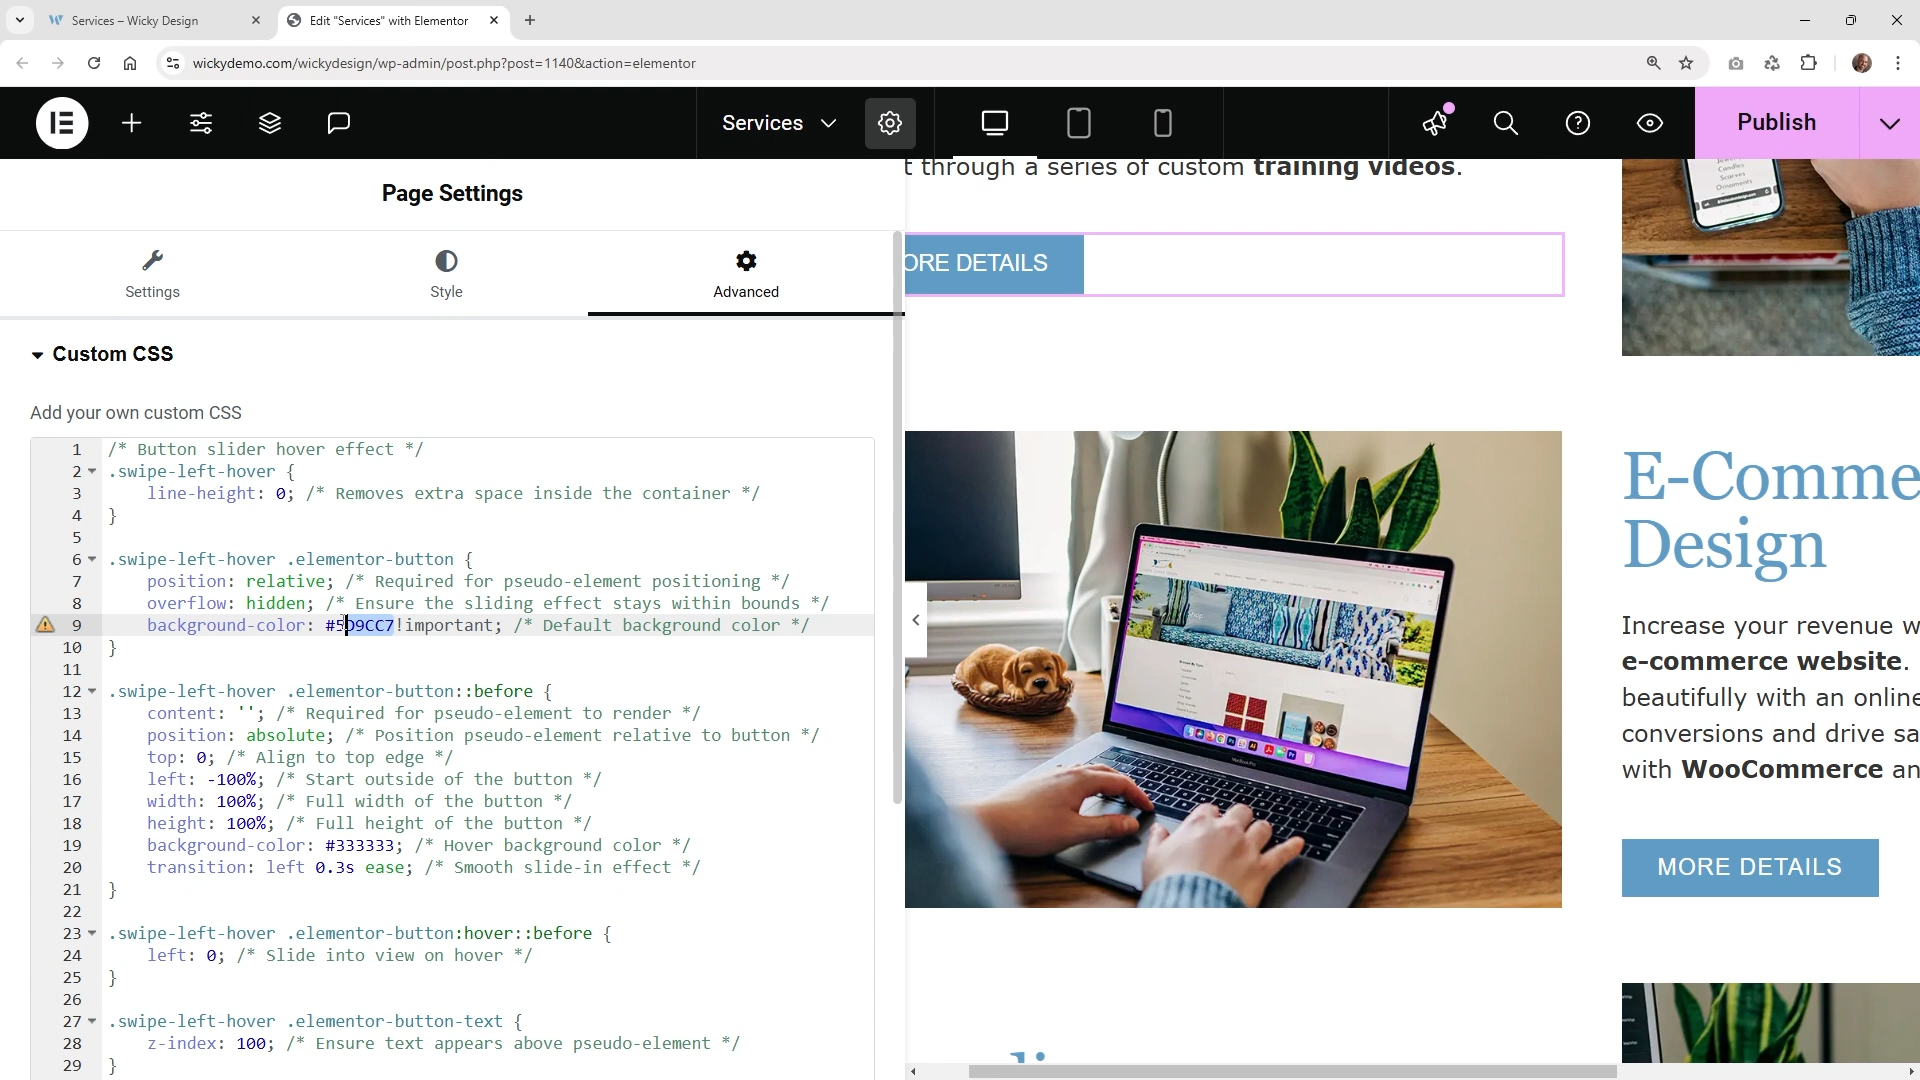 Services – Wicky Design
Edit "Services" with Elementor
wickydemo.com/wickydesign/wp-admin/post.php?post=1140&action=elementor
Services
Publish
Page Settings
Settings
Style
Advanced
Custom CSS
Add your own custom CSS
1 /* Button slider hover effect */
2 .swipe-left-hover {
3 line-height: 0; /* Removes extra space inside the container */
4 }
5
6 .swipe-left-hover .elementor-button {
7 position: relative; /* Required for pseudo-element positioning */
8 overflow: hidden; /* Ensure the sliding effect stays within bounds */
9 background-color: #5D9CC7!important; /* Default background color */
10 }
11
12 .swipe-left-hover .elementor-button::before {
13 content: ''; /* Required for pseudo-element to render */
14 position: absolute; /* Position pseudo-element relative to button */
15 top: 0; /* Align to top edge */
16 left: -100%; /* Start outside of the button */
17 width: 100%; /* Full width of the button */
18 height: 100%; /* Full height of the button */
19 background-color: #333333; /* Hover background color */
20 transition: left 0.3s ease; /* Smooth slide-in effect */
21 }
22
23 .swipe-left-hover .elementor-button:hover::before {
24 left: 0; /* Slide into view on hover */
25 }
26
27 .swipe-left-hover .elementor-button-text {
28 z-index: 100; /* Ensure text appears above pseudo-element */
29 }
t through a series of custom training videos.
ORE DETAILS
Candles
Scarves
Ornaments
E-Comme
Design
Increase your revenue w
e-commerce website.
beautifully with an online
conversions and drive sa
with WooCommerce an
MORE DETAILS